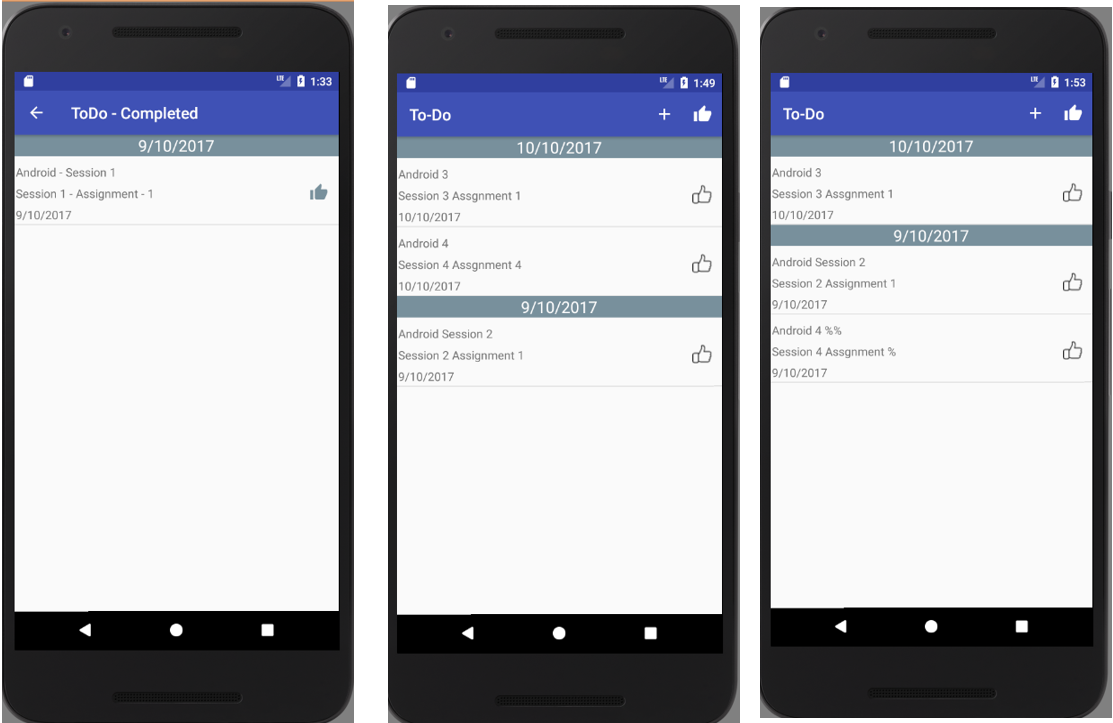 LTE 1:33
ToDo - Completed
9/10/2017
Android - Session 1
Session 1 - Assignment - 1
9/10/2017
LTE 1:49
To-Do
10/10/2017
Android 3
Session 3 Assgnment 1
10/10/2017
Android 4
Session 4 Assgnment 4
10/10/2017
9/10/2017
Android Session 2
Session 2 Assignment 1
9/10/2017
LTE 1:53
To-Do
10/10/2017
Android 3
Session 3 Assgnment 1
10/10/2017
9/10/2017
Android Session 2
Session 2 Assignment 1
9/10/2017
Android 4 %%
Session 4 Assgnment %
9/10/2017